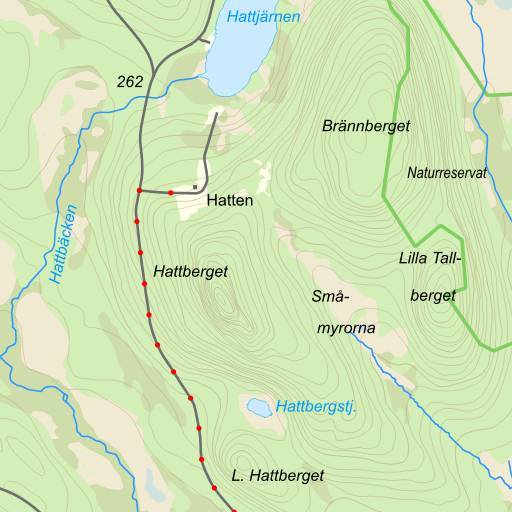 Hattjärnen
262
Brännberget
Naturreservat
Hatten
Hattbäcken
Lilla Tall-
berget
Hattberget
Små-
myrorna
Hattbergstj.
L. Hattberget